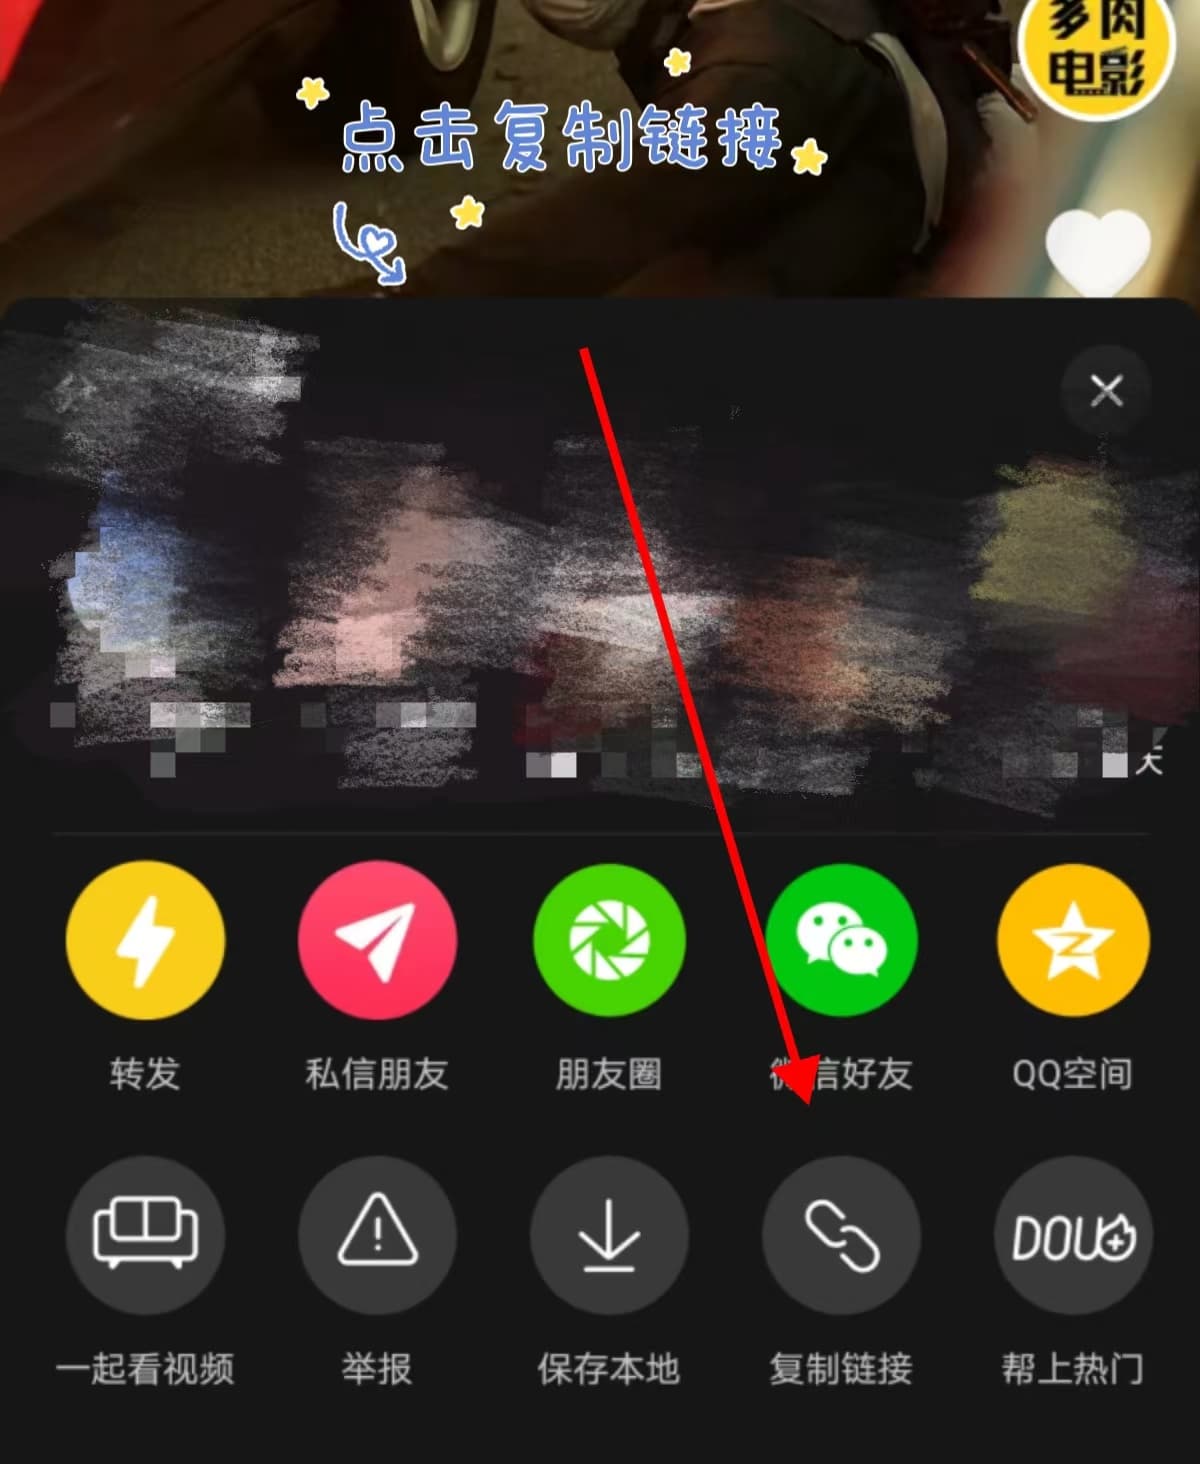 多肉
电影
点击复制链接
天
转发
私信朋友
朋友圈
微信好友
QQ空间
一起看视频
举报
保存本地
复制链接
DOU+
帮上热门